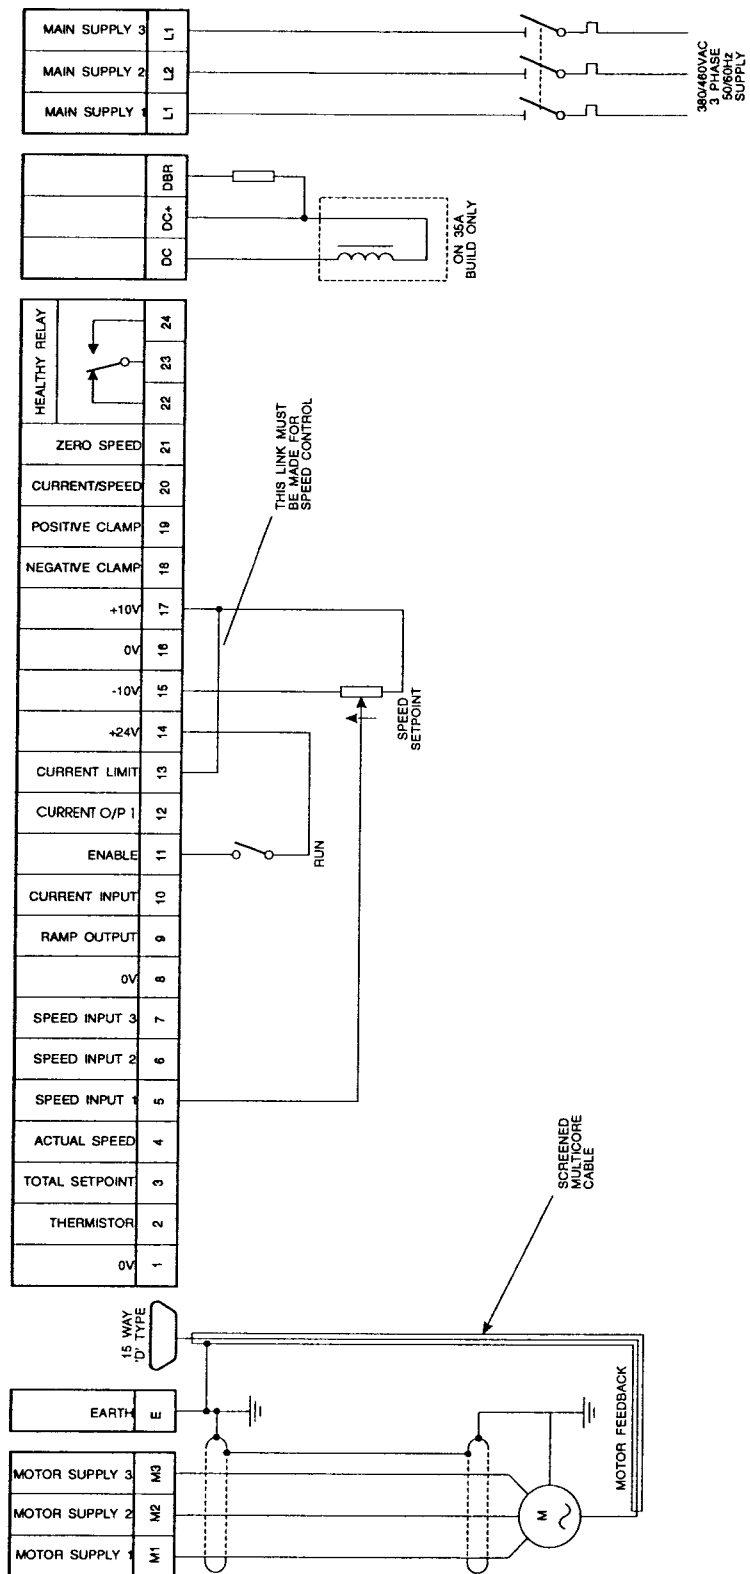 MAIN SUPPLY 3 L1
MAIN SUPPLY 2 L2
MAIN SUPPLY 1 L1
380/460VAC
3 PHASE
50/60Hz
SUPPLY
DBR
DC+
DC
ON 35A
BUILD ONLY
HEALTHY RELAY
24
23
22
ZERO SPEED 21
CURRENT/SPEED 20
POSITIVE CLAMP 19
NEGATIVE CLAMP 18
+10V 17
0V 16
-10V 15
+24V 14
CURRENT LIMIT 13
CURRENT O/P 1 12
ENABLE 11
CURRENT INPUT 10
RAMP OUTPUT 9
0V 8
SPEED INPUT 3 7
SPEED INPUT 2 6
SPEED INPUT 1 5
ACTUAL SPEED 4
TOTAL SETPOINT 3
THERMISTOR 2
0V 1
THIS LINK MUST
BE MADE FOR
SPEED CONTROL
SPEED
SETPOINT
RUN
SCREENED
MULTICORE
CABLE
15 WAY
'D' TYPE
EARTH E
MOTOR FEEDBACK
MOTOR SUPPLY 3 M3
MOTOR SUPPLY 2 M2
MOTOR SUPPLY 1 M1
M